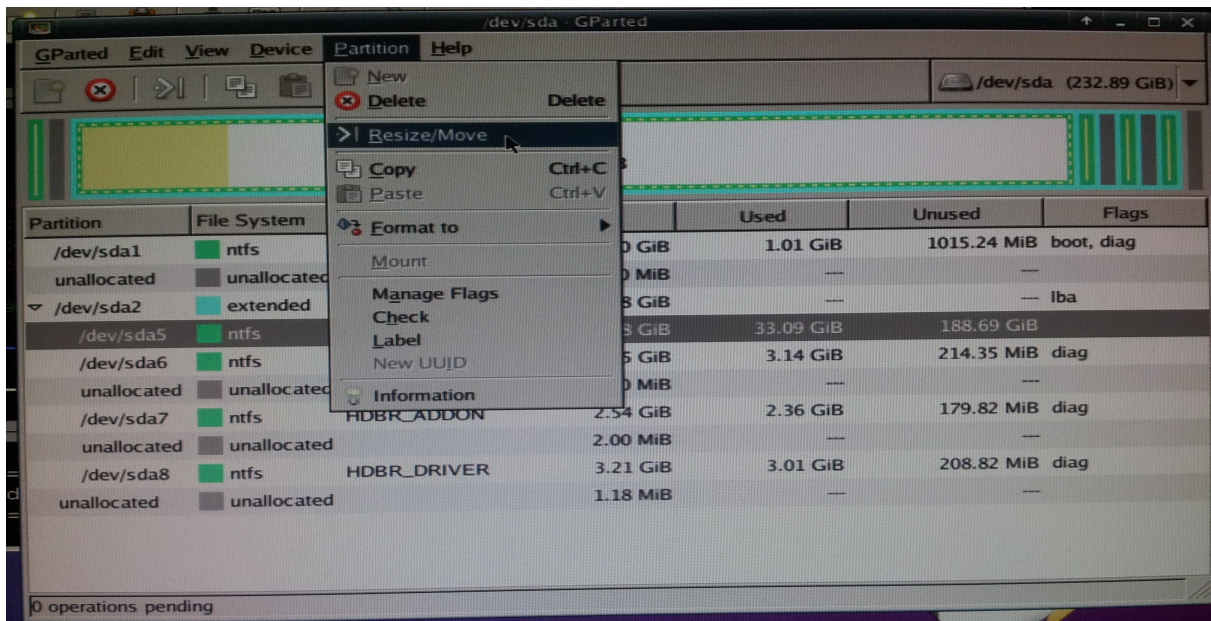 /dev/sda - GParted
GParted Edit View Device Partition Help
New
/dev/sda (232.89 GiB)
Delete Delete
Resize/Move
Copy Ctrl+C
Paste Ctrl+V
Format to
Mount
Manage Flags
Check
Label
New UUID
Information
Partition File System Used Unused Flags
/dev/sda1 ntfs GiB 1.01 GiB 1015.24 MiB boot, diag
unallocated unallocated MiB --- ---
/dev/sda2 extended GiB --- --- lba
/dev/sda5 ntfs GiB 33.09 GiB 188.69 GiB
/dev/sda6 ntfs GiB 3.14 GiB 214.35 MiB diag
unallocated unallocated MiB --- ---
/dev/sda7 ntfs HDBR_ADDON 2.54 GiB 2.36 GiB 179.82 MiB diag
unallocated unallocated 2.00 MiB --- ---
/dev/sda8 ntfs HDBR_DRIVER 3.21 GiB 3.01 GiB 208.82 MiB diag
unallocated unallocated 1.18 MiB --- ---
0 operations pending